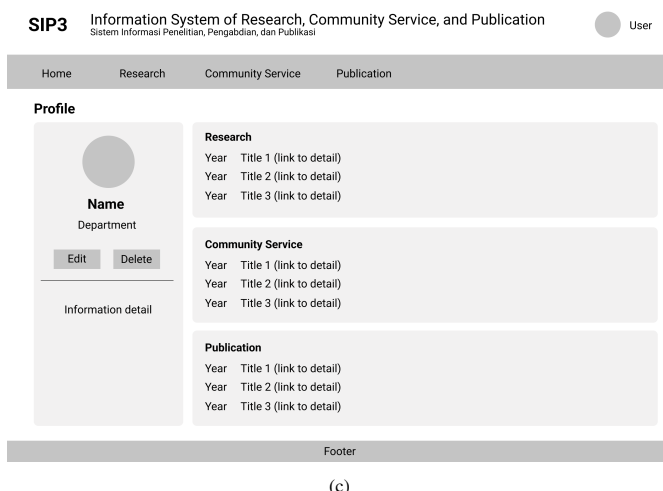 SIP3
Information System of Research, Community Service, and Publication
Sistem Informasi Penelitian, Pengabdian, dan Publikasi
User
Home Research Community Service Publication
Profile
Name
Department
Edit Delete
Information detail
Research
Year Title 1 (link to detail)
Year Title 2 (link to detail)
Year Title 3 (link to detail)
Community Service
Year Title 1 (link to detail)
Year Title 2 (link to detail)
Year Title 3 (link to detail)
Publication
Year Title 1 (link to detail)
Year Title 2 (link to detail)
Year Title 3 (link to detail)
Footer
(c)